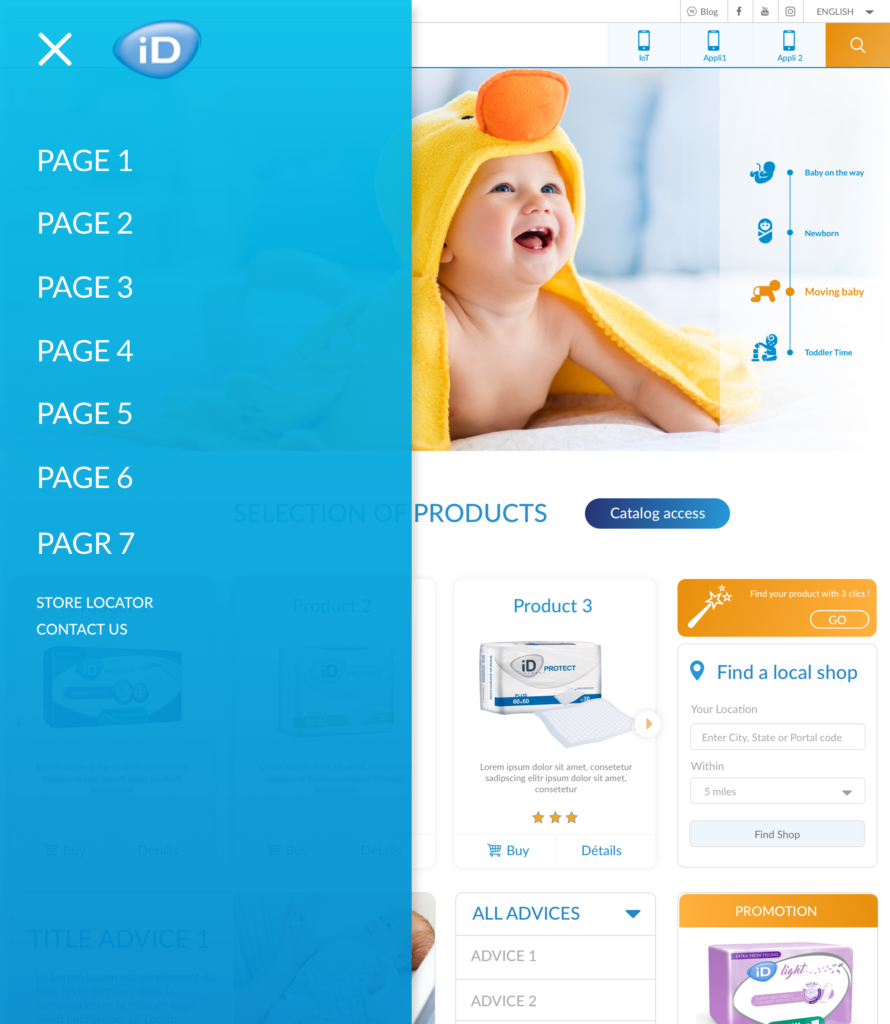 Blog
ENGLISH
iD
IoT
Appli1
Appli 2
PAGE 1
PAGE 2
PAGE 3
PAGE 4
PAGE 5
PAGE 6
PAGR 7
STORE LOCATOR
CONTACT US
Baby on the way
Newborn
Moving baby
Toddler Time
SELECTION OF PRODUCTS
Catalog access
Product 2
iD
Buy
Détails
Buy
Détails
Product 3
iD PROTECT
PLUS
60x60
Lorem ipsum dolor sit amet, consetetur
sadipscing elitr ipsum dolor sit amet,
consetetur
Buy
Détails
Find your product with 3 clics !
GO
Find a local shop
Your Location
Enter City, State or Portal code
Within
5 miles
Find Shop
TITLE ADVICE 1
ALL ADVICES
ADVICE 1
ADVICE 2
PROMOTION
EXTRA FRESH FEELING
iD light